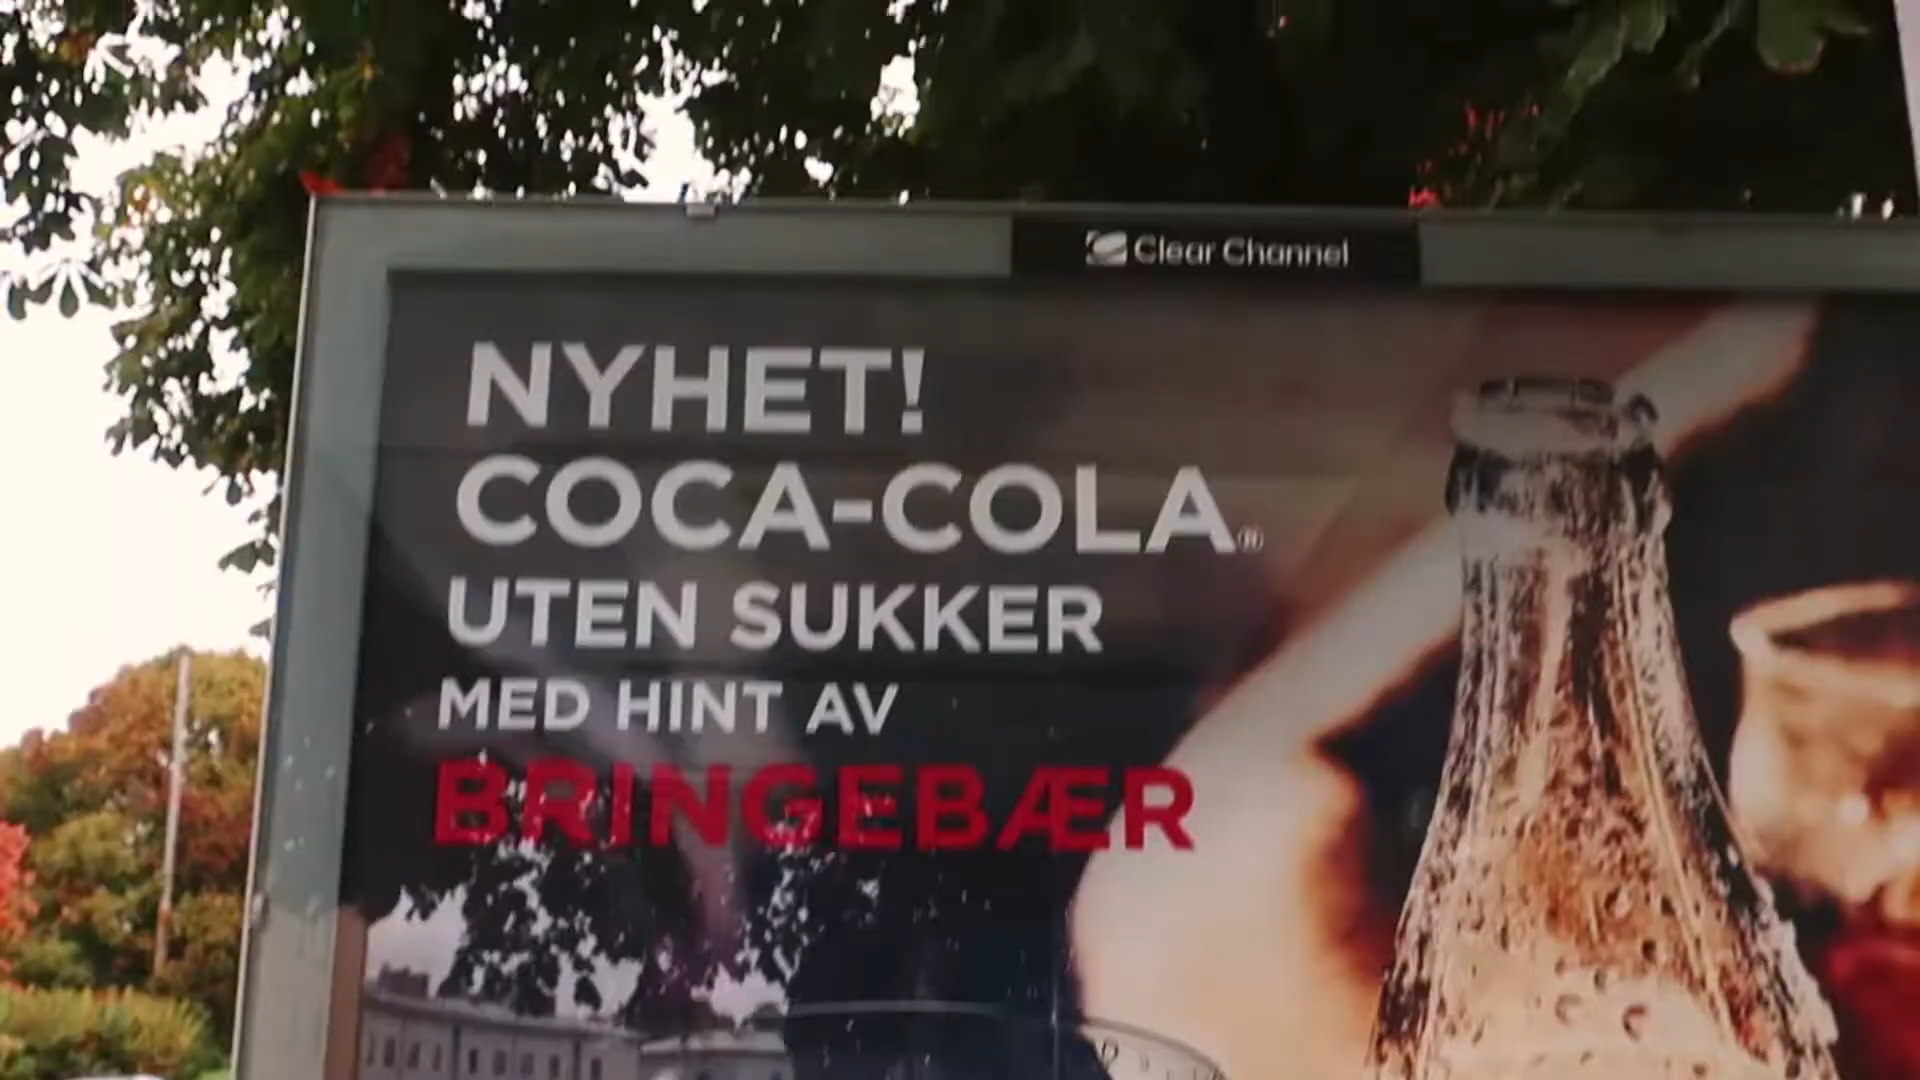 Clear Channel
NYHET!
COCA-COLA®
UTEN SUKKER
MED HINT AV
BRINGEBÆR